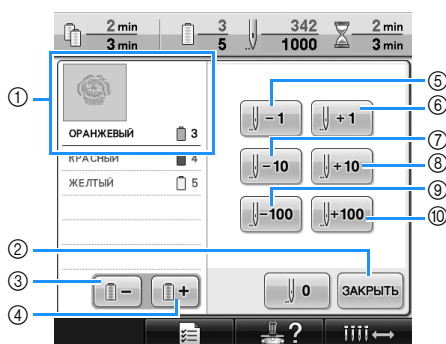 2 min 3 342 2 min
3 min 5 1000 3 min
① ОРАНЖЕВЫЙ 3
КРАСНЫЙ 4
ЖЕЛТЫЙ 5
- 1 + 1 ⑤ ⑥
- 10 + 10 ⑦ ⑧
-100 +100 ⑨ ⑩
② ③ ④
- + 0 ЗАКРЫТЬ
?